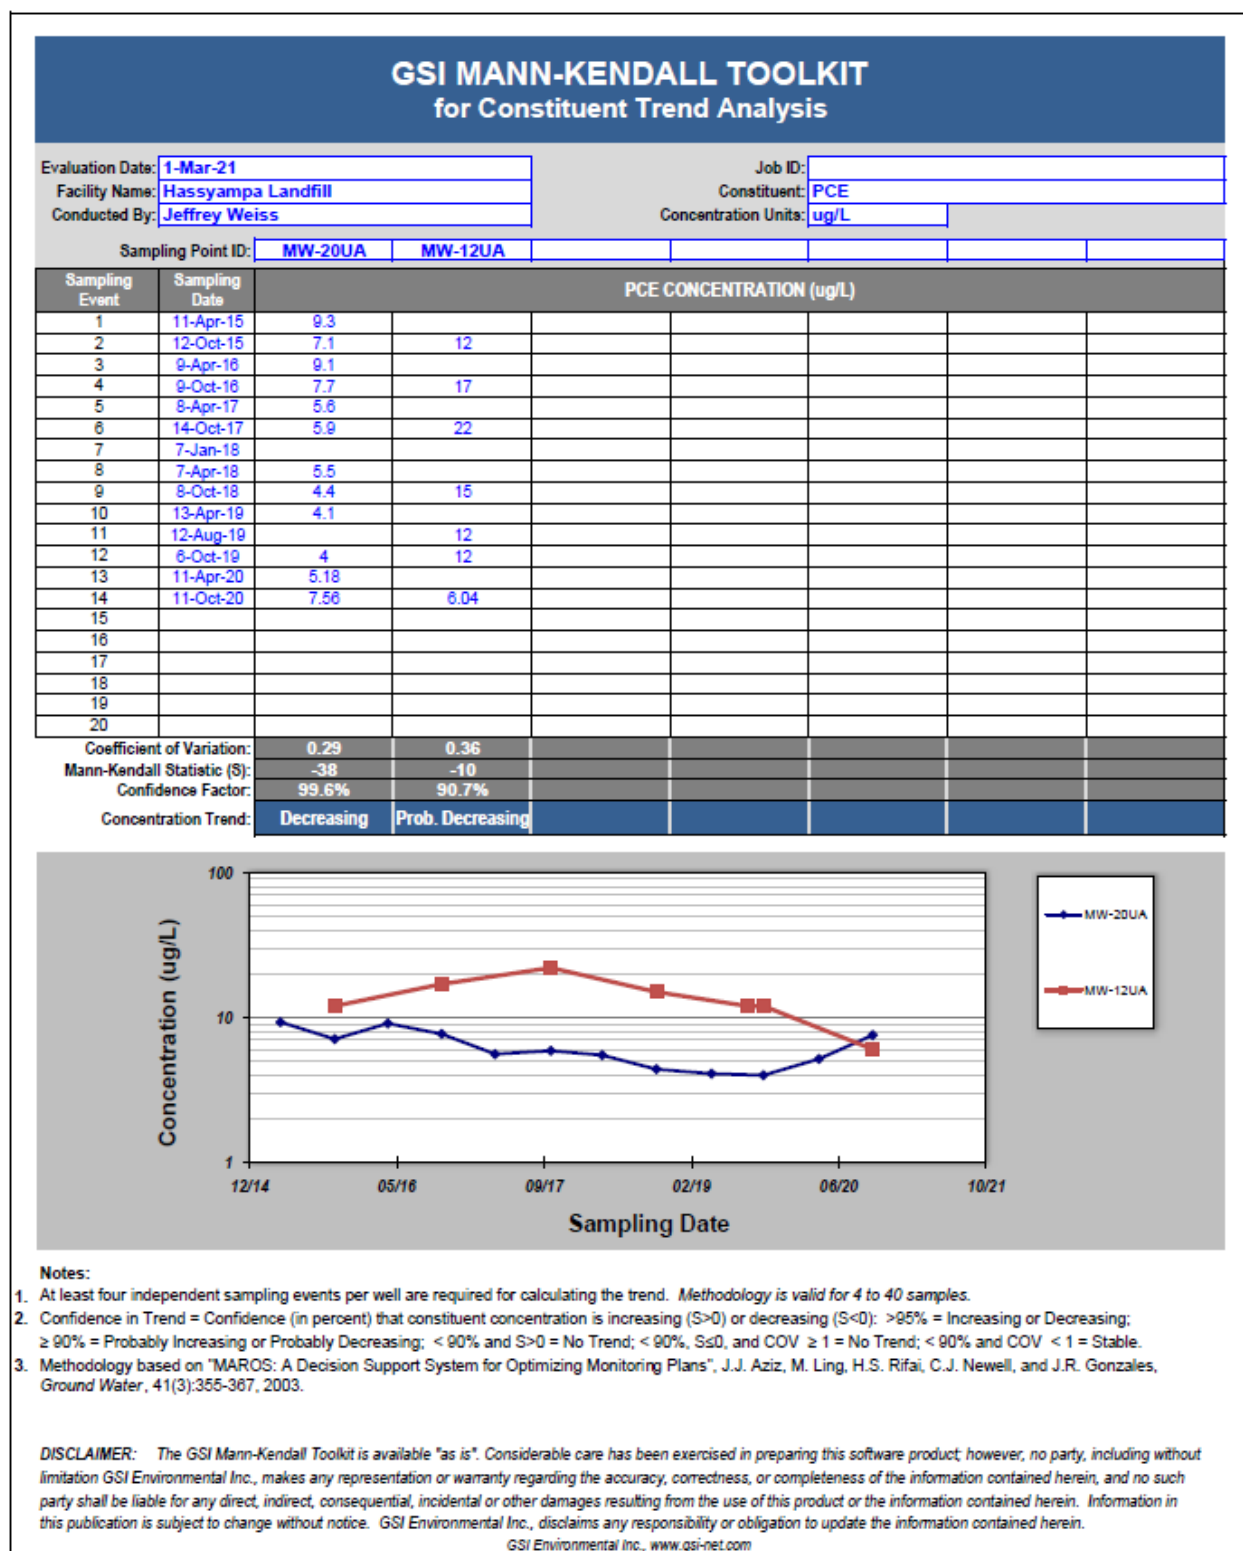 GSI MANN-KENDALL TOOLKIT
for Constituent Trend Analysis
Evaluation Date: 1-Mar-21 Job ID:
Facility Name: Hassyampa Landfill Constituent: PCE
Conducted By: Jeffrey Weiss Concentration Units: ug/L
Sampling Point ID: MW-20UA MW-12UA
Sampling Event Sampling Date PCE CONCENTRATION (ug/L)
1 11-Apr-15 9.3
2 12-Oct-15 7.1 12
3 9-Apr-16 9.1
4 9-Oct-16 7.7 17
5 8-Apr-17 5.6
6 14-Oct-17 5.9 22
7 7-Jan-18
8 7-Apr-18 5.5
9 8-Oct-18 4.4 15
10 13-Apr-19 4.1
11 12-Aug-19 12
12 6-Oct-19 4 12
13 11-Apr-20 5.18
14 11-Oct-20 7.56 6.04
15
16
17
18
19
20
Coefficient of Variation: 0.29 0.36
Mann-Kendall Statistic (S): -38 -10
Confidence Factor: 99.6% 90.7%
Concentration Trend: Decreasing Prob. Decreasing
100
10
1
Concentration (ug/L)
12/14 05/16 09/17 02/19 06/20 10/21
Sampling Date
MW-20UA
MW-12UA
Notes:
1. At least four independent sampling events per well are required for calculating the trend. Methodology is valid for 4 to 40 samples.
2. Confidence in Trend = Confidence (in percent) that constituent concentration is increasing (S>0) or decreasing (S<0): >95% = Increasing or Decreasing;
≥ 90% = Probably Increasing or Probably Decreasing; < 90% and S>0 = No Trend; < 90%, S≤0, and COV ≥ 1 = No Trend; < 90% and COV < 1 = Stable.
3. Methodology based on "MAROS: A Decision Support System for Optimizing Monitoring Plans", J.J. Aziz, M. Ling, H.S. Rifai, C.J. Newell, and J.R. Gonzales,
Ground Water, 41(3):355-367, 2003.
DISCLAIMER: The GSI Mann-Kendall Toolkit is available "as is". Considerable care has been exercised in preparing this software product; however, no party, including without
limitation GSI Environmental Inc., makes any representation or warranty regarding the accuracy, correctness, or completeness of the information contained herein, and no such
party shall be liable for any direct, indirect, consequential, incidental or other damages resulting from the use of this product or the information contained herein. Information in
this publication is subject to change without notice. GSI Environmental Inc., disclaims any responsibility or obligation to update the information contained herein.
GSI Environmental Inc., www.gsi-net.com